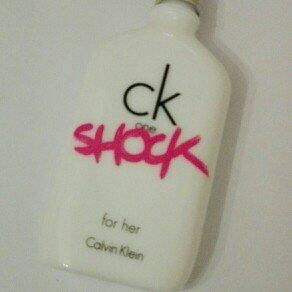 ck
one
SHOCK
for her
Calvin Klein